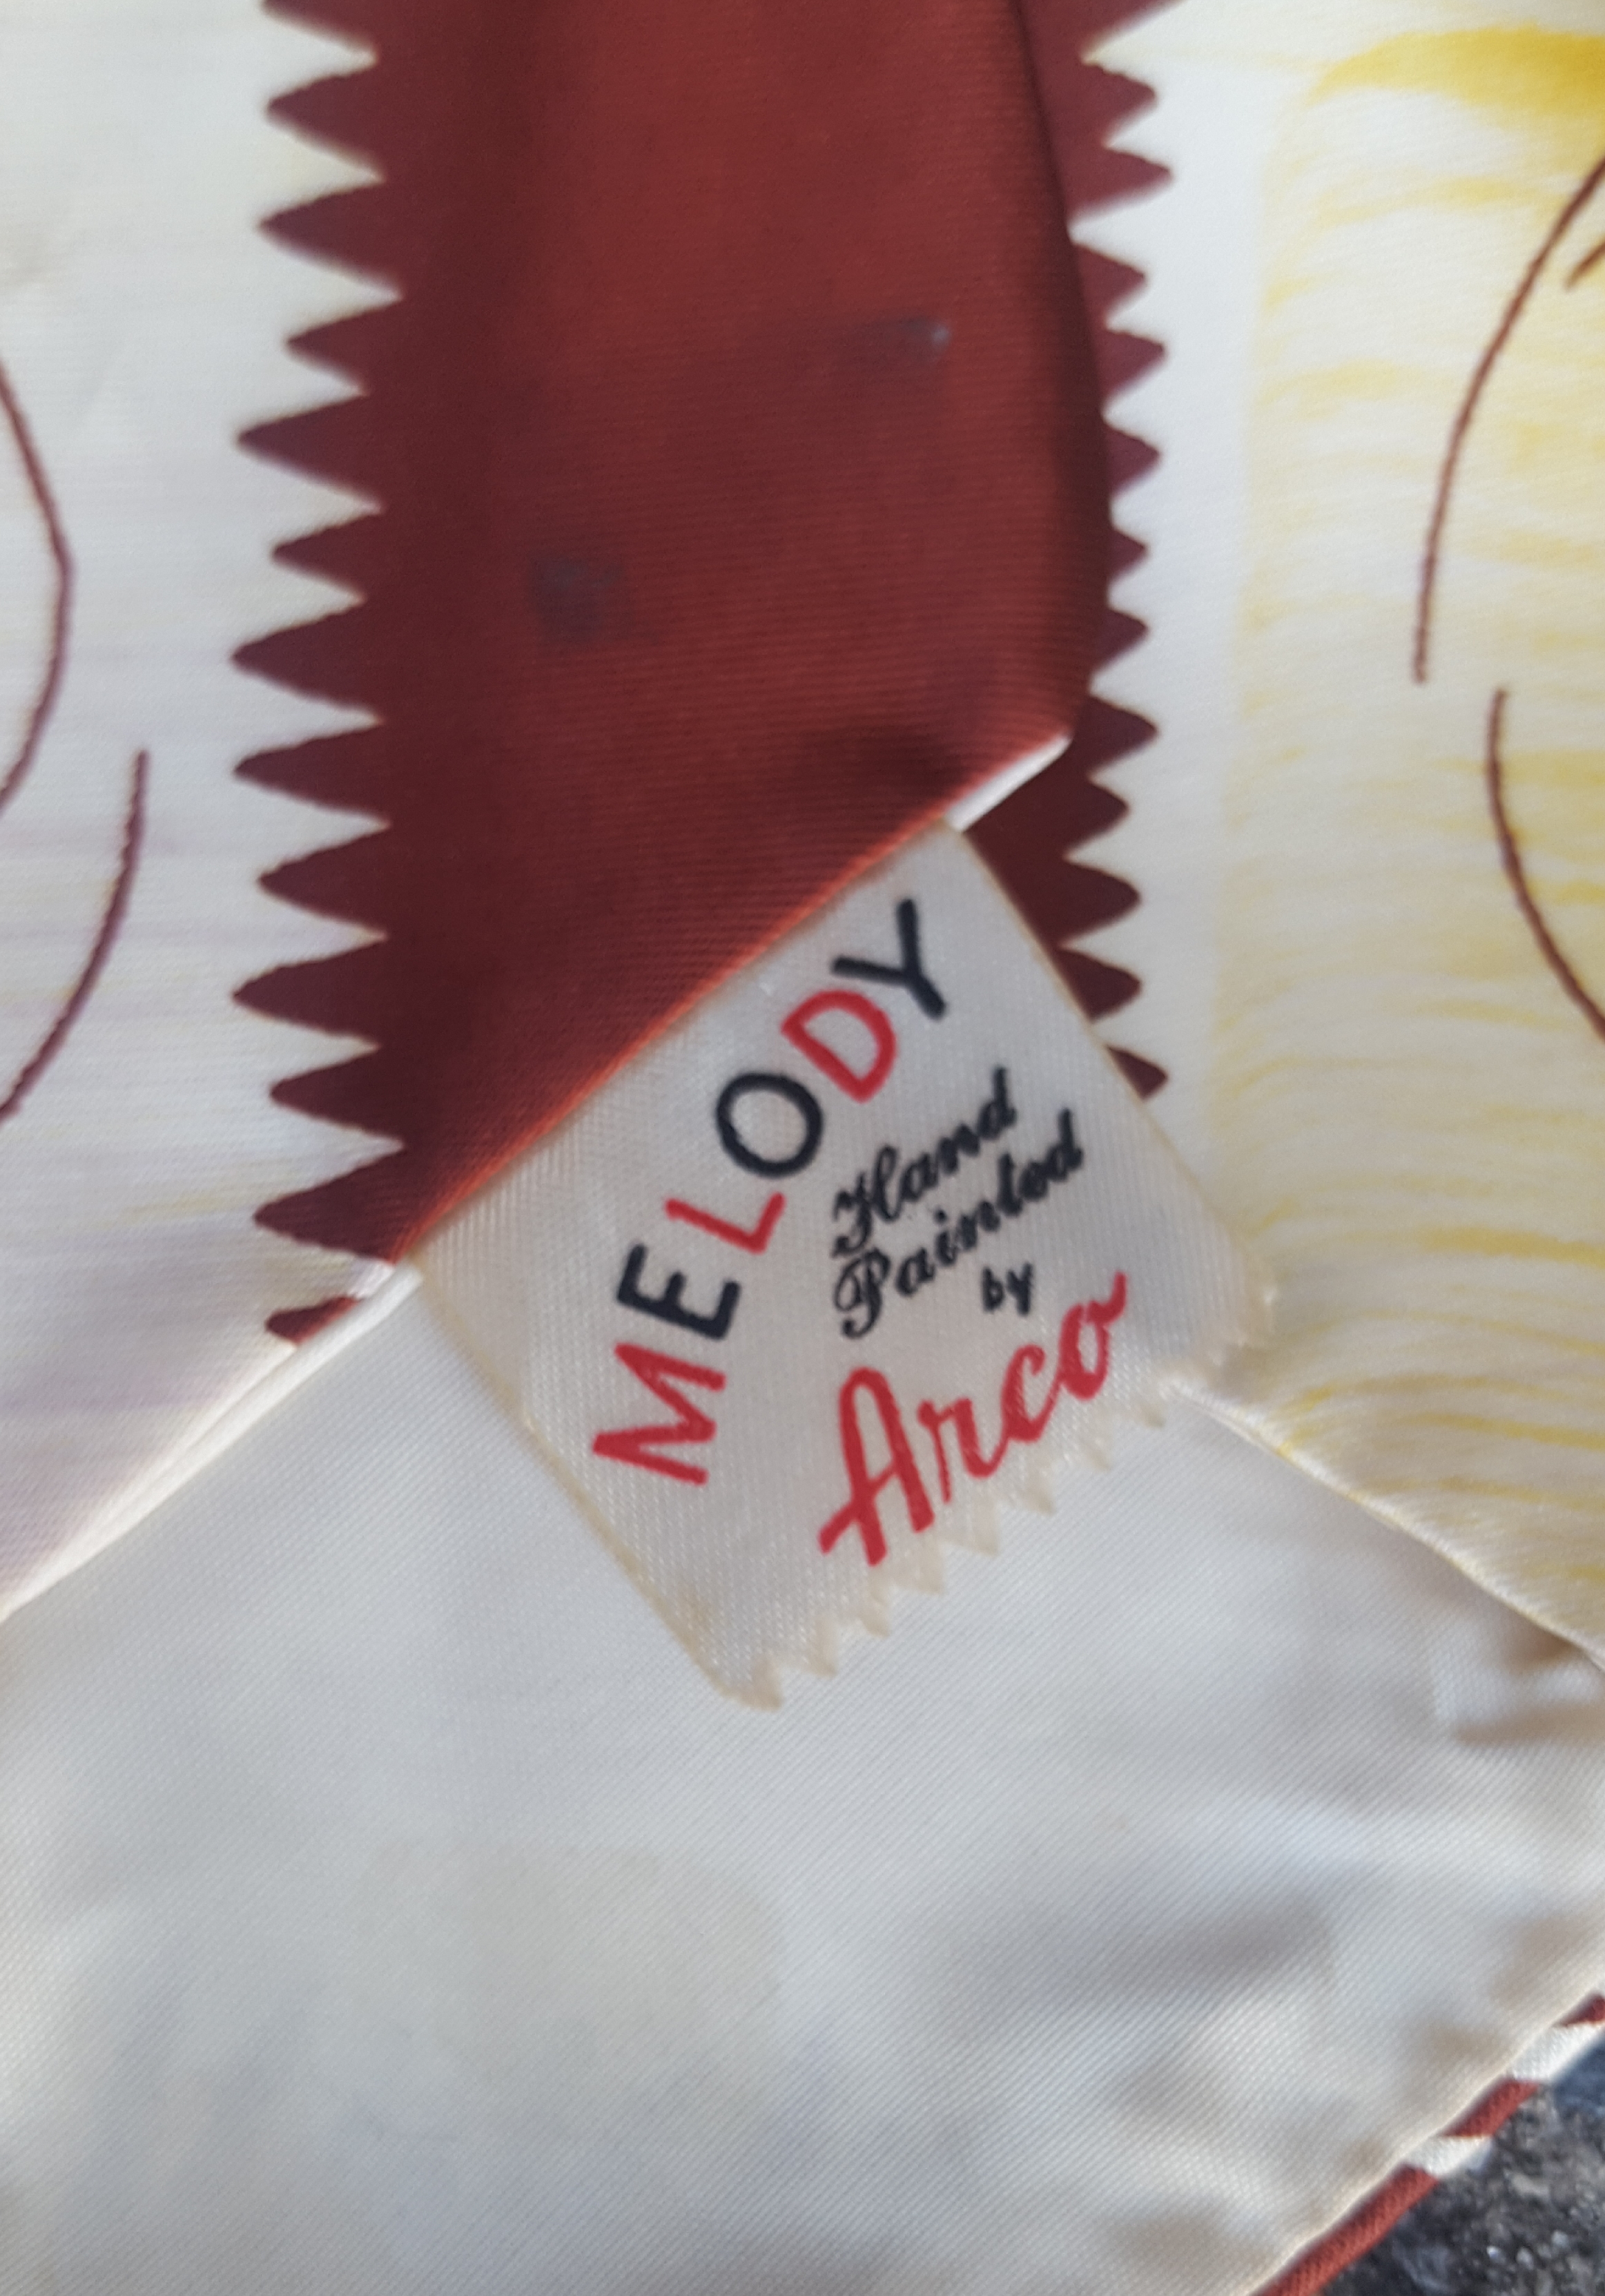 MELODY
Hand
Painted
by
Arco